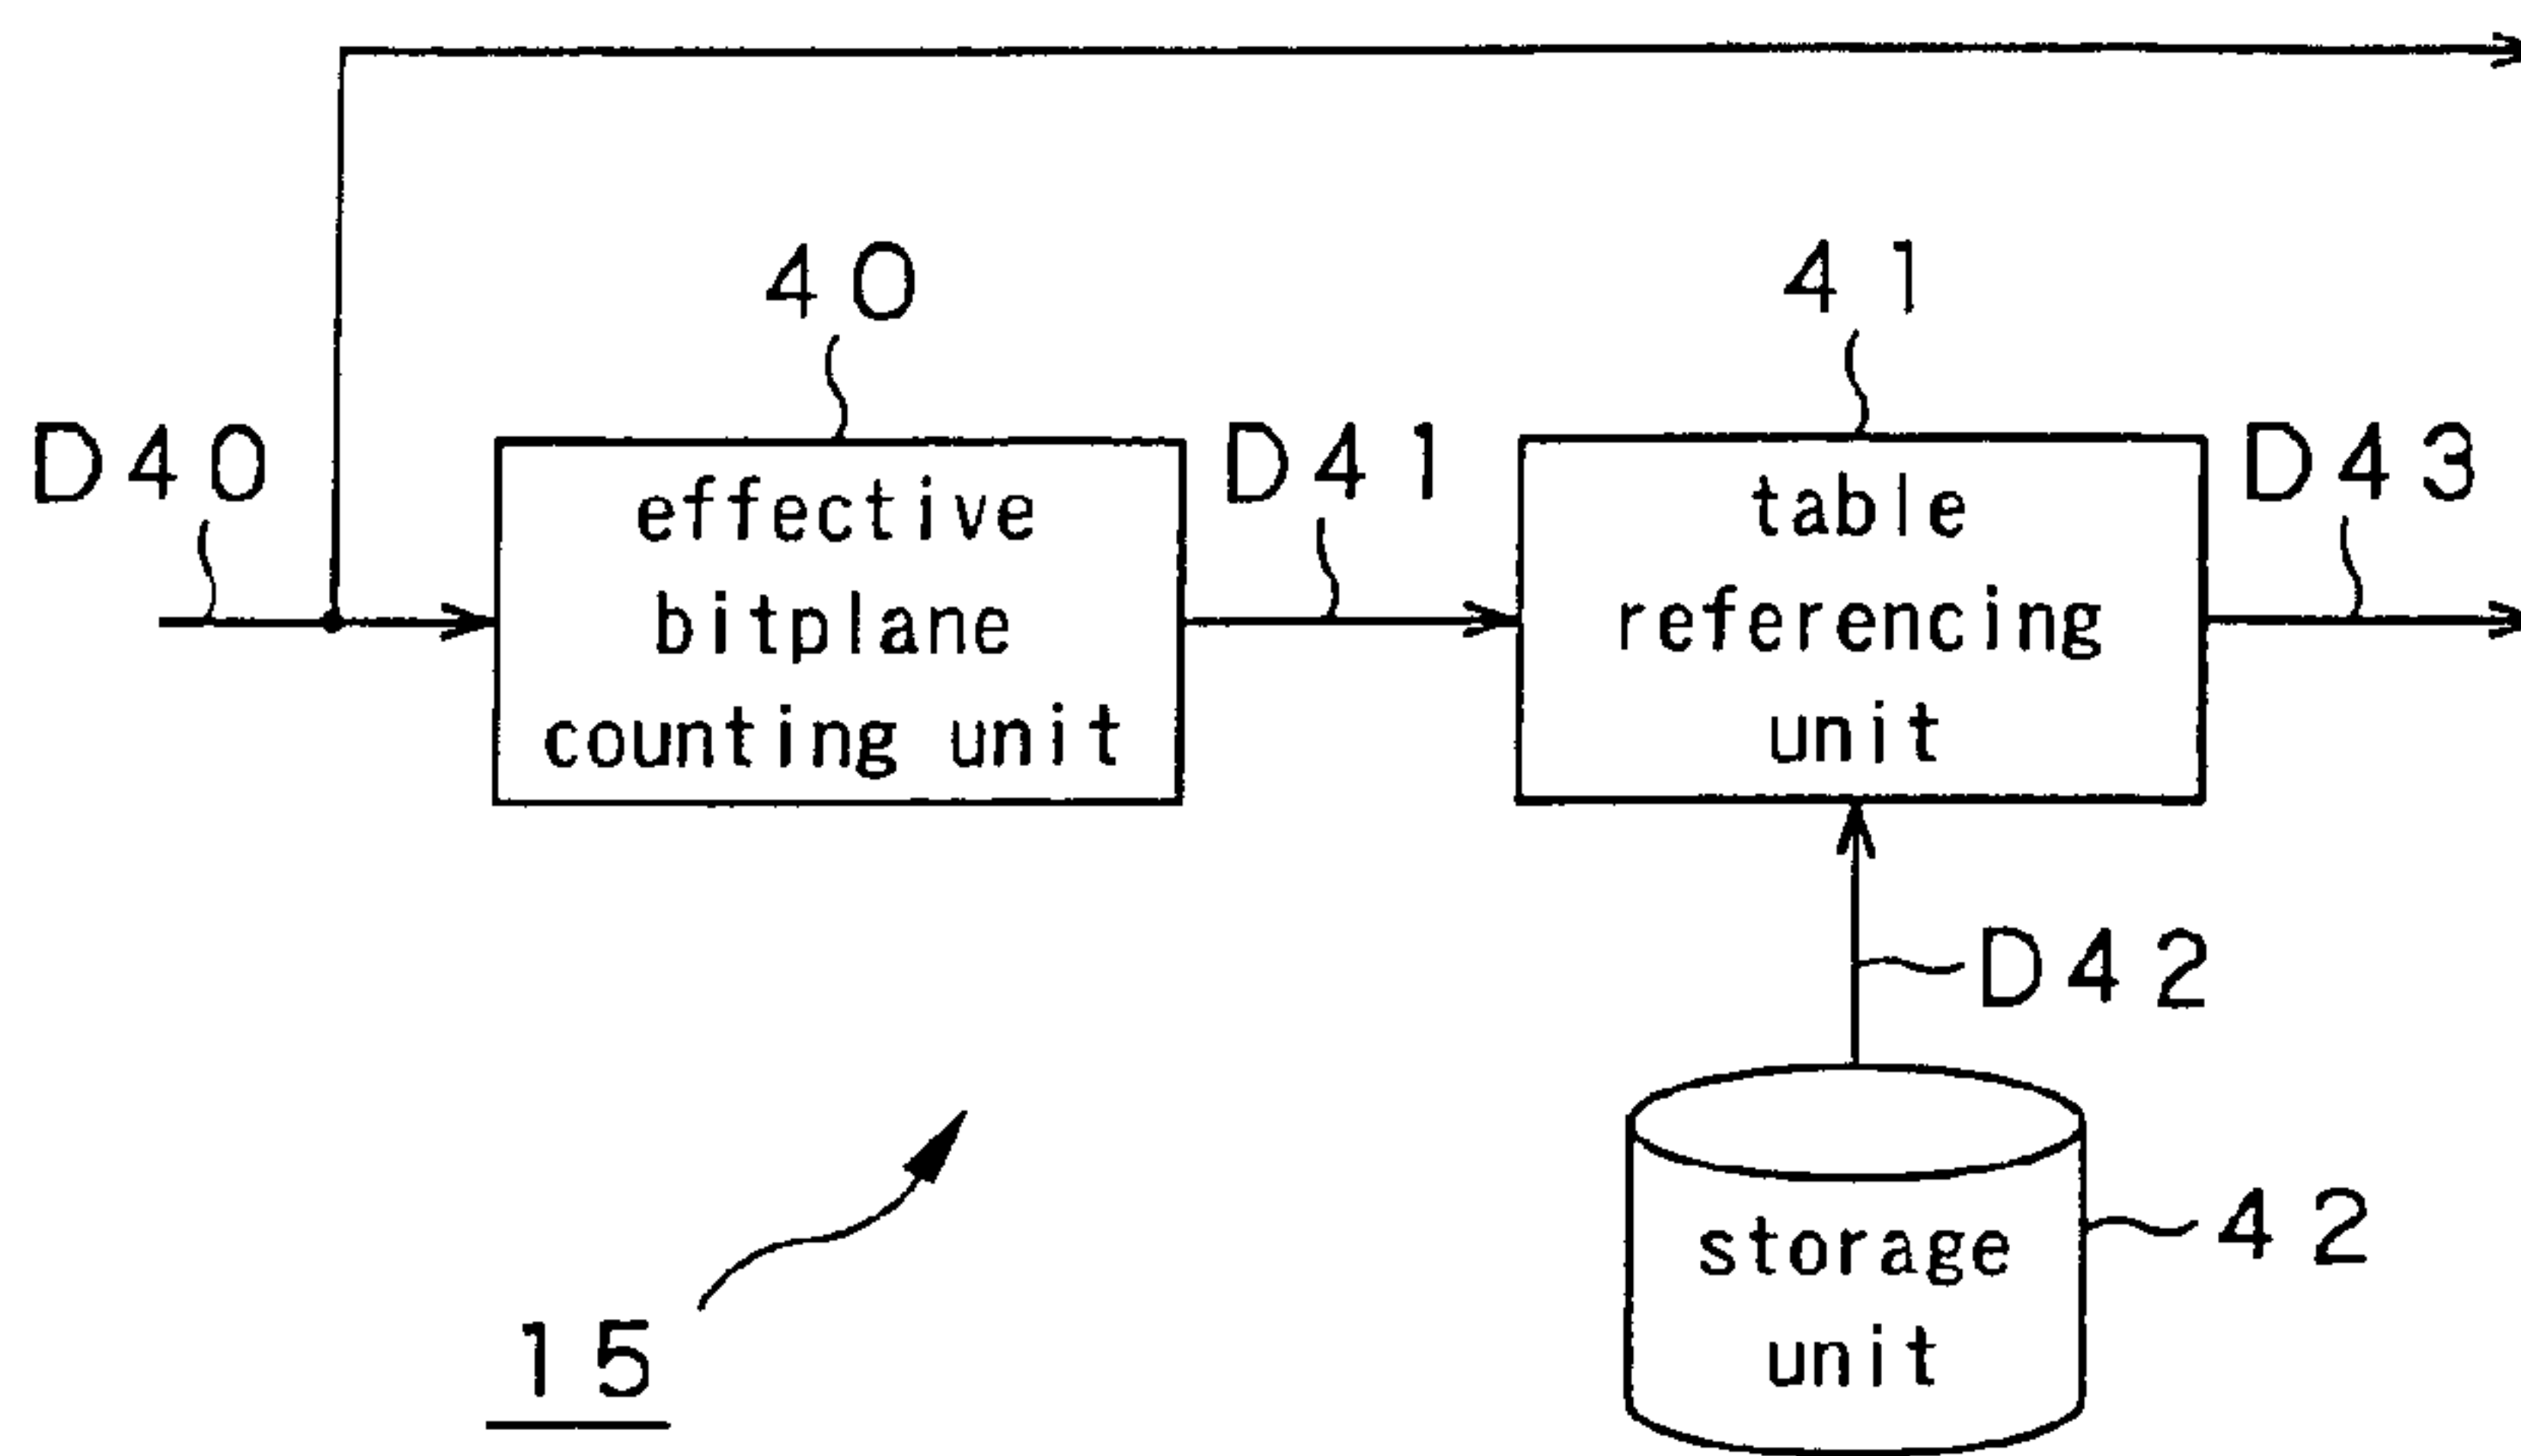 40
41
D40
D41
D43
effective
bitplane
counting unit
table
referencing
unit
D42
storage
unit
42
15